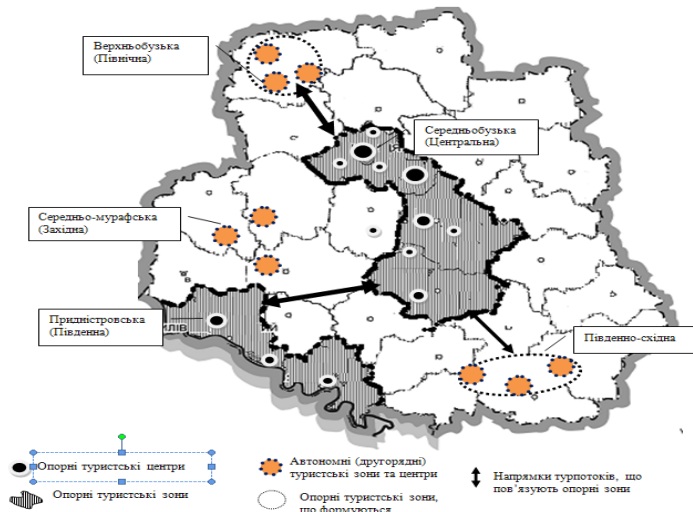 Верхньобузька
(Північна)
Середньобузька
(Центральна)
Середньо-мурафська
(Західна)
Придністровська
(Південна)
Південно-східна
Опорні туристські центри
Опорні туристські зони
Автономні (другорядні)
туристські зони та центри
Опорні туристські зони,
що формуються
Напрямки турпотоків, що
пов'язують опорні зони